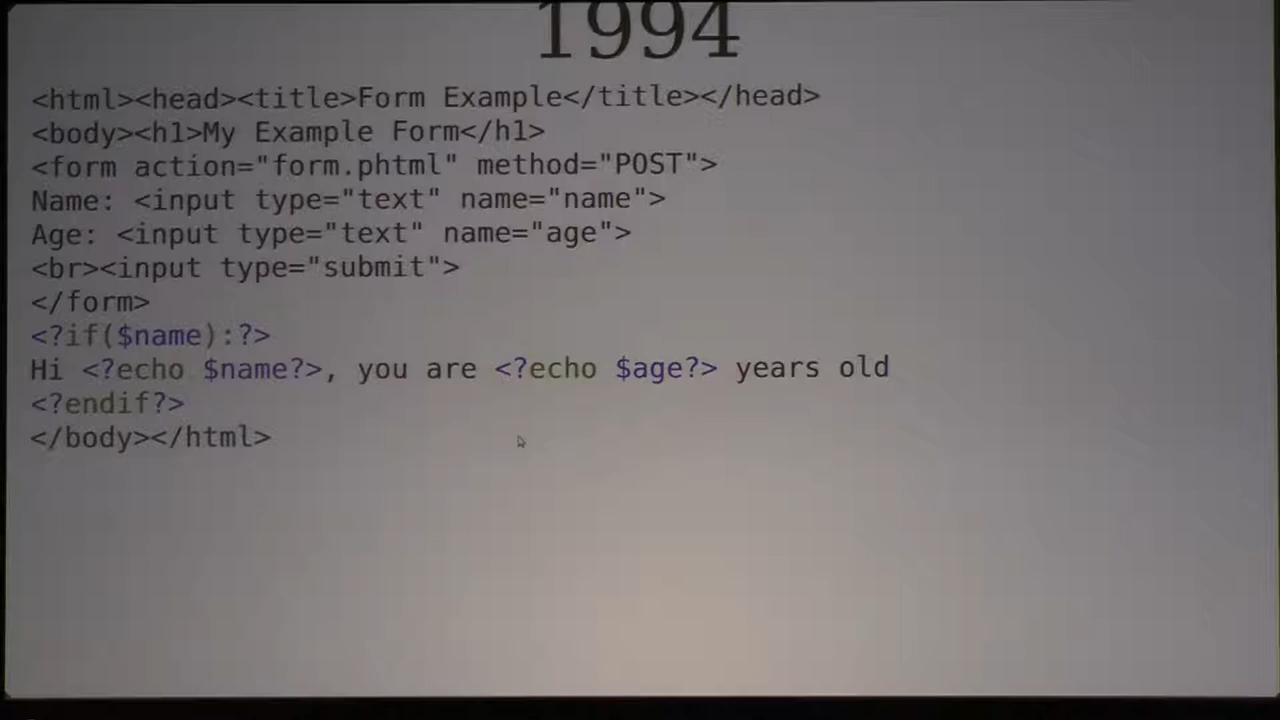 1994
<html><head><title>Form Example</title></head>
<body><h1>My Example Form</h1>
<form action="form.phtml" method="POST">
Name: <input type="text" name="name">
Age: <input type="text" name="age">
<br><input type="submit">
</form>
<?if($name):?>
Hi <?echo $name?>, you are <?echo $age?> years old
<?endif?>
</body></html>